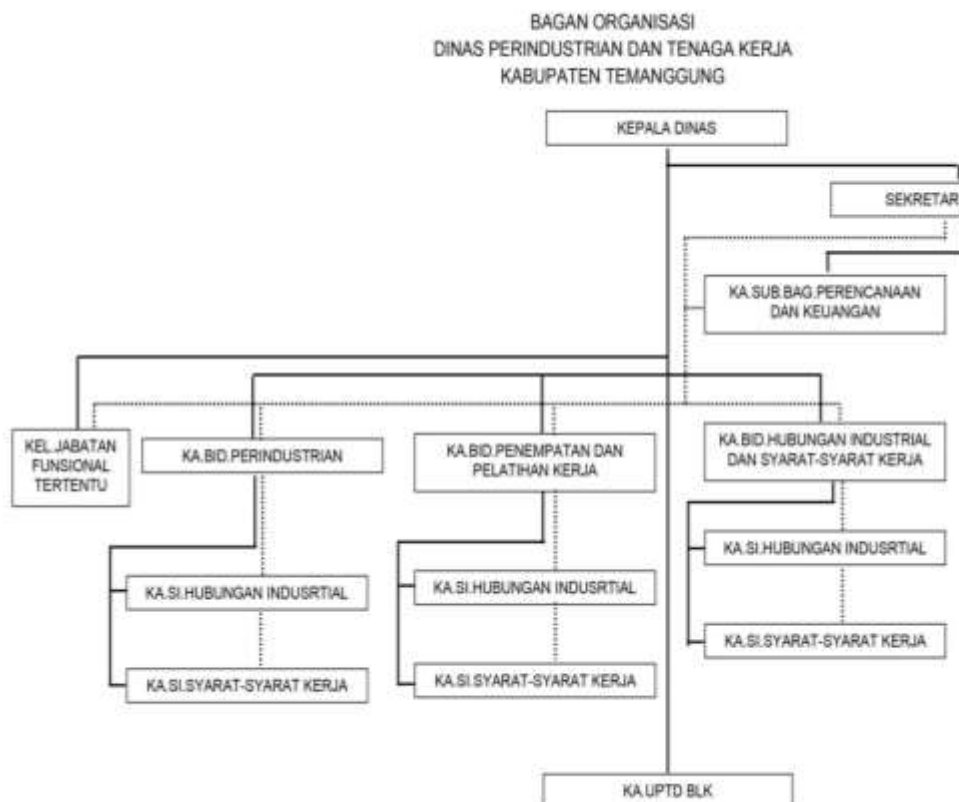 BAGAN ORGANISASI
DINAS PERINDUSTRIAN DAN TENAGA KERJA
KABUPATEN TEMANGGUNG
KEPALA DINAS
SEKRETAR
KA.SUB.BAG.PERENCANAAN
DAN KEUANGAN
KEL.JABATAN
FUNSIONAL
TERTENTU
KA.BID.PERINDUSTRIAN
KA.BID.PENEMPATAN DAN
PELATIHAN KERJA
KA.BID.HUBUNGAN INDUSTRIAL
DAN SYARAT-SYARAT KERJA
KA.SI.HUBUNGAN INDUSRTIAL
KA.SI.HUBUNGAN INDUSRTIAL
KA.SI.HUBUNGAN INDUSRTIAL
KA.SI.SYARAT-SYARAT KERJA
KA.SI.SYARAT-SYARAT KERJA
KA.SI.SYARAT-SYARAT KERJA
KA.UPTD BLK